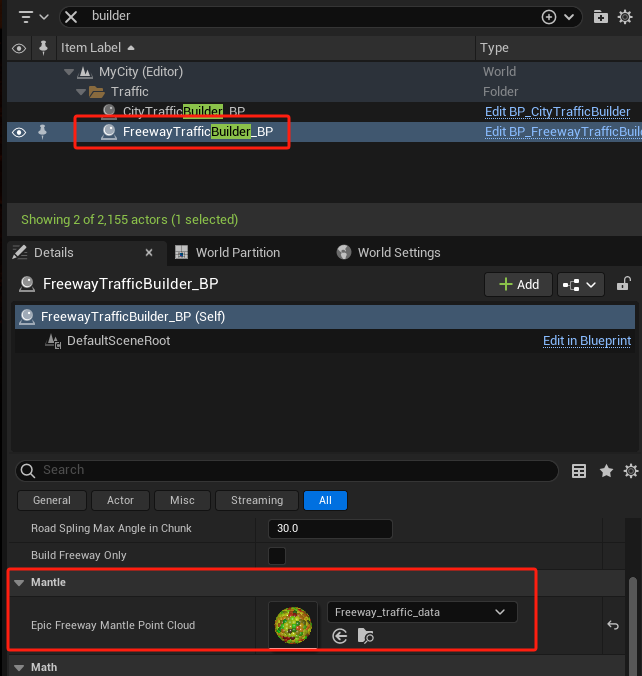 builder
Item Label Type
MyCity (Editor) World
Traffic Folder
CityTrafficBuilder_BP Edit BP_CityTrafficBuilder
FreewayTrafficBuilder_BP Edit BP_FreewayTrafficBuil
Showing 2 of 2,155 actors (1 selected)
Details World Partition World Settings
FreewayTrafficBuilder_BP Add
FreewayTrafficBuilder_BP (Self)
DefaultSceneRoot Edit in Blueprint
Search
General Actor Misc Streaming All
Road Spling Max Angle in Chunk 30.0
Build Freeway Only
Mantle
Epic Freeway Mantle Point Cloud Freeway_traffic_data
Math